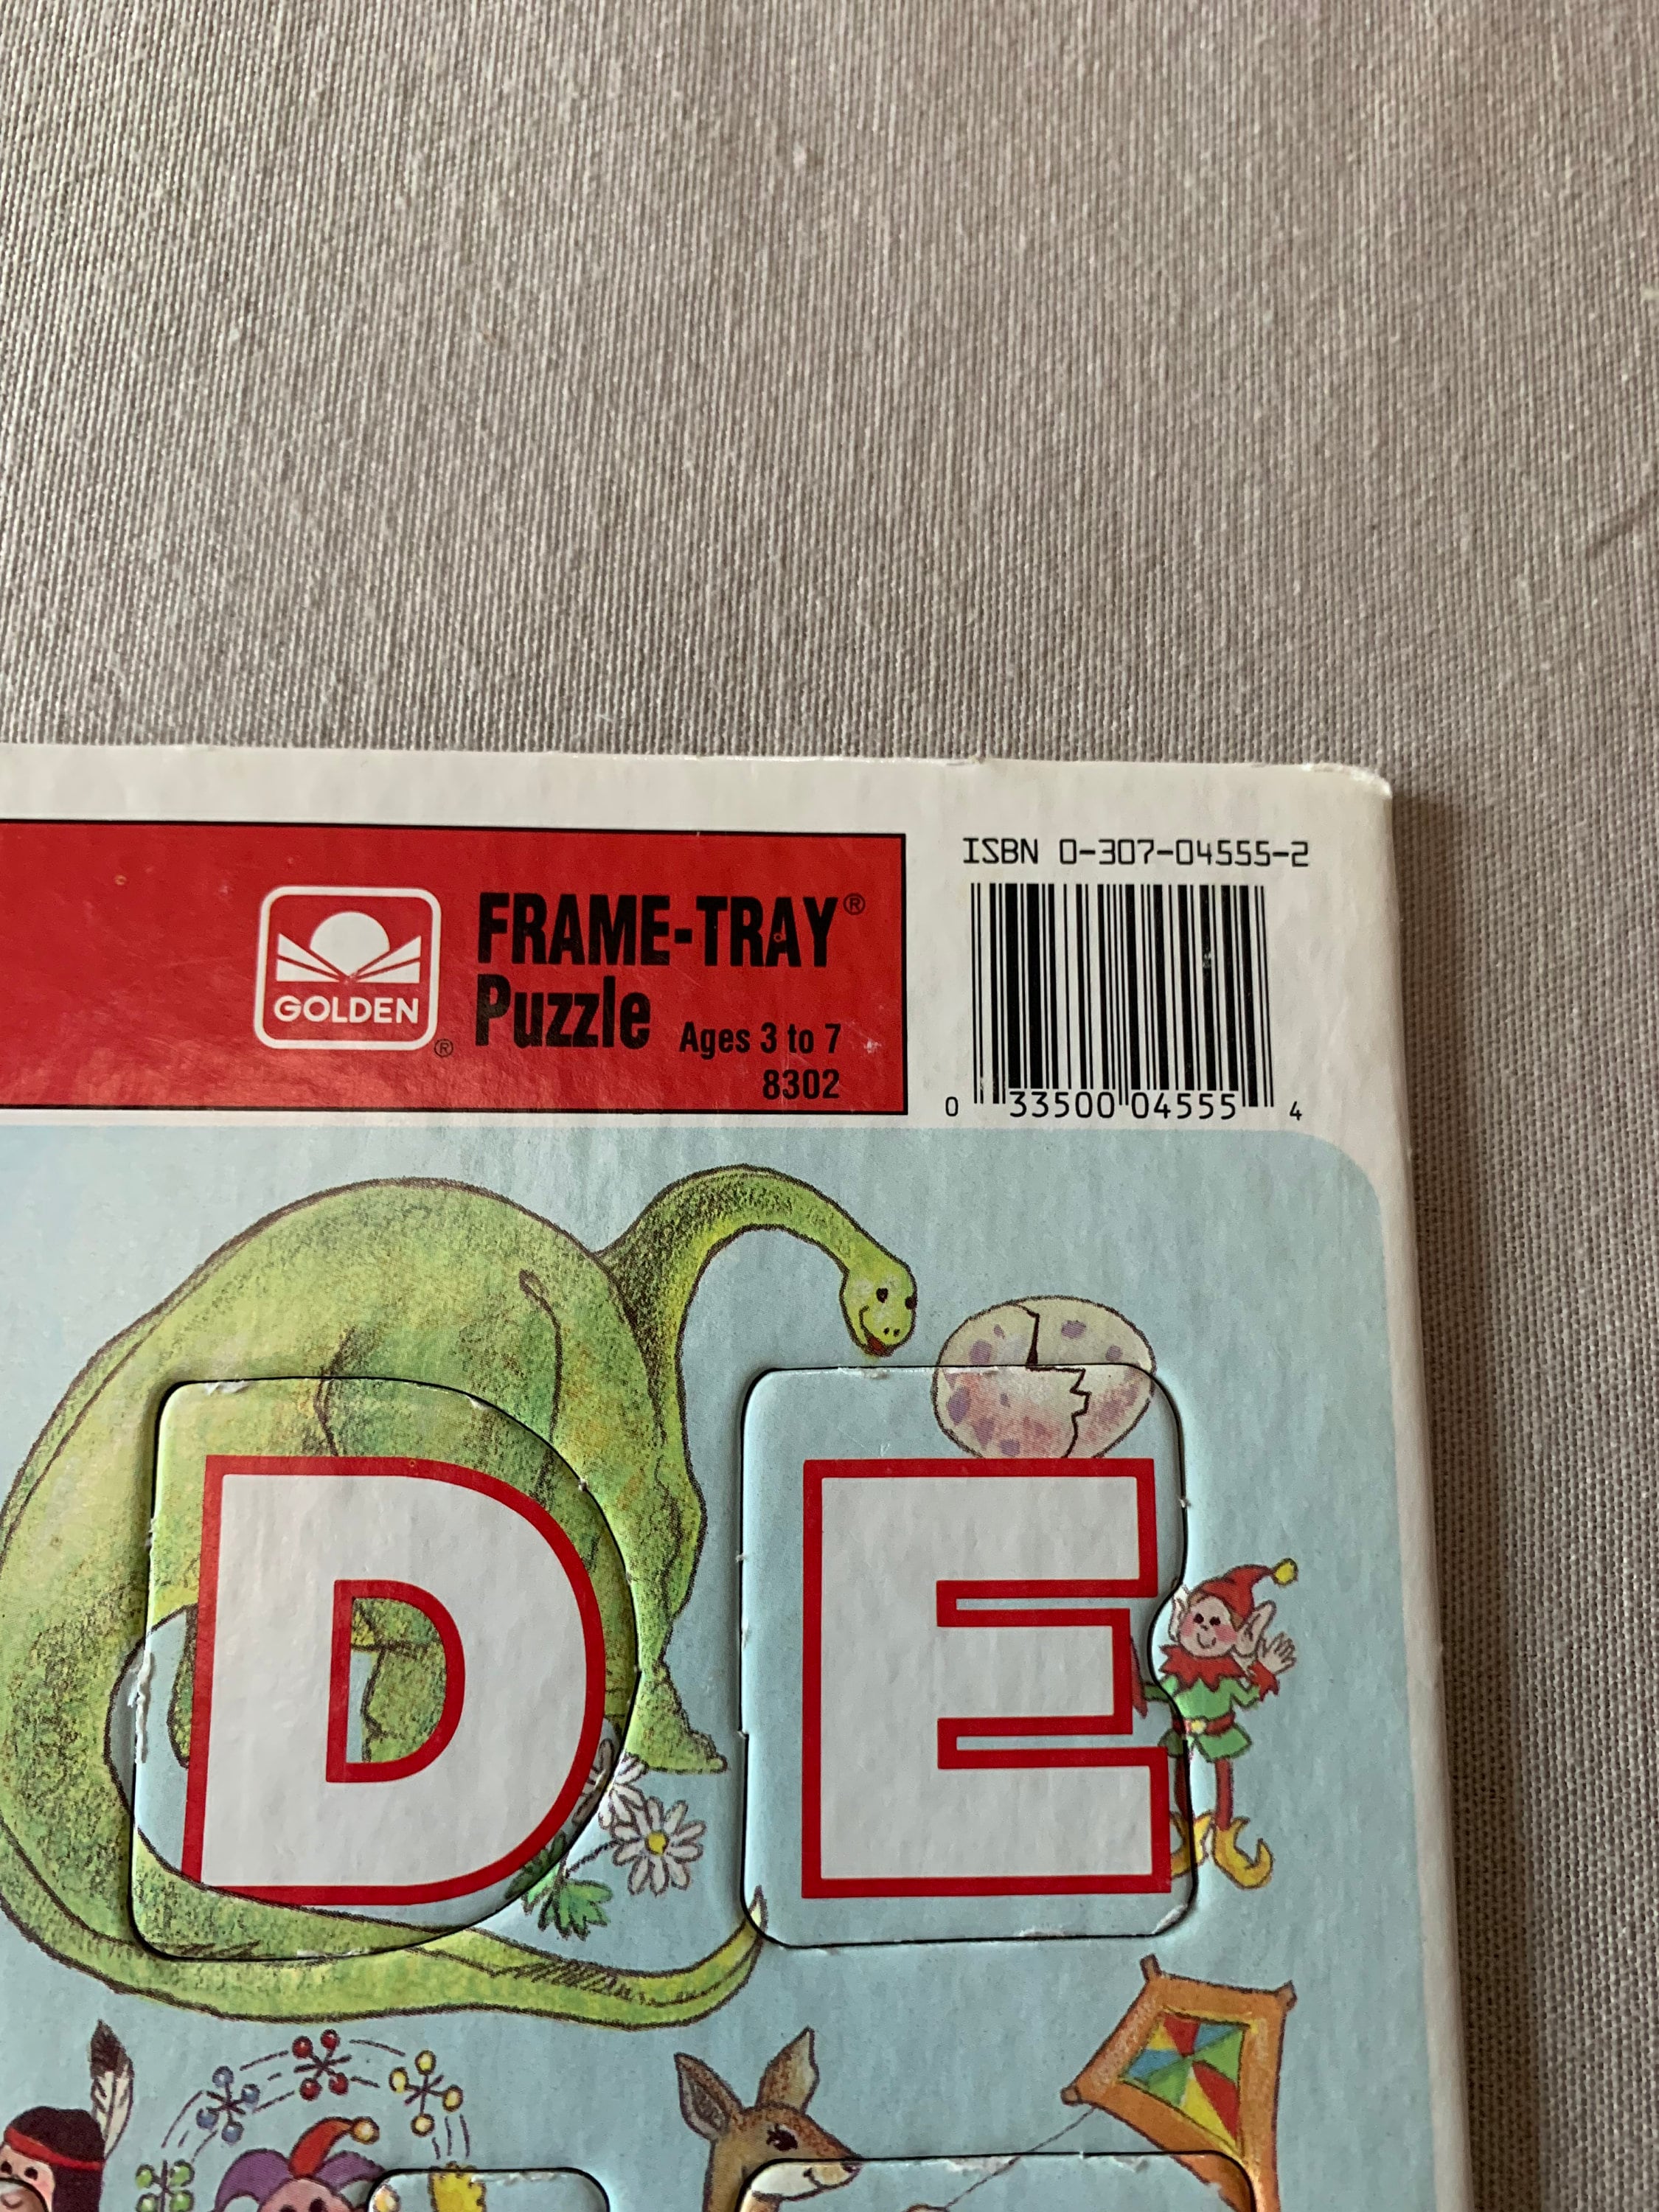 ISBN 0-307-04555-2
GOLDEN®
FRAME-TRAY®
Puzzle Ages 3 to 7
8302
0 33500 04555 4
D E